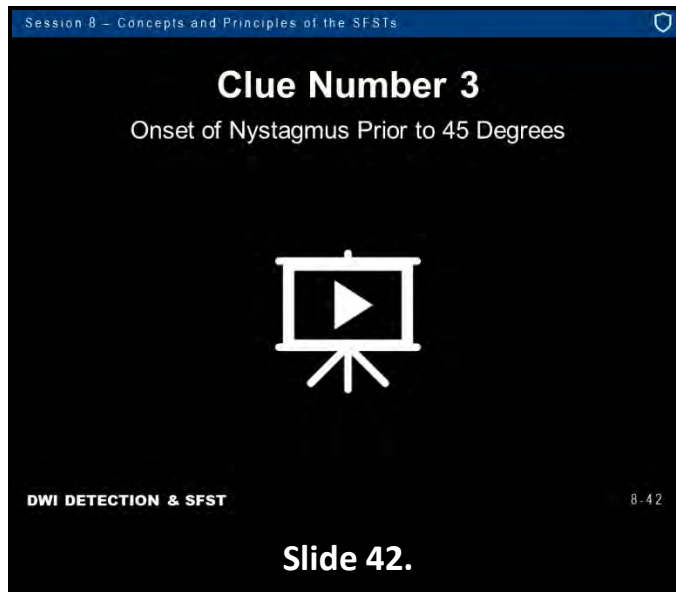 Session 8 – Concepts and Principles of the SFSTs
Clue Number 3
Onset of Nystagmus Prior to 45 Degrees
DWI DETECTION & SFST
8-42
Slide 42.